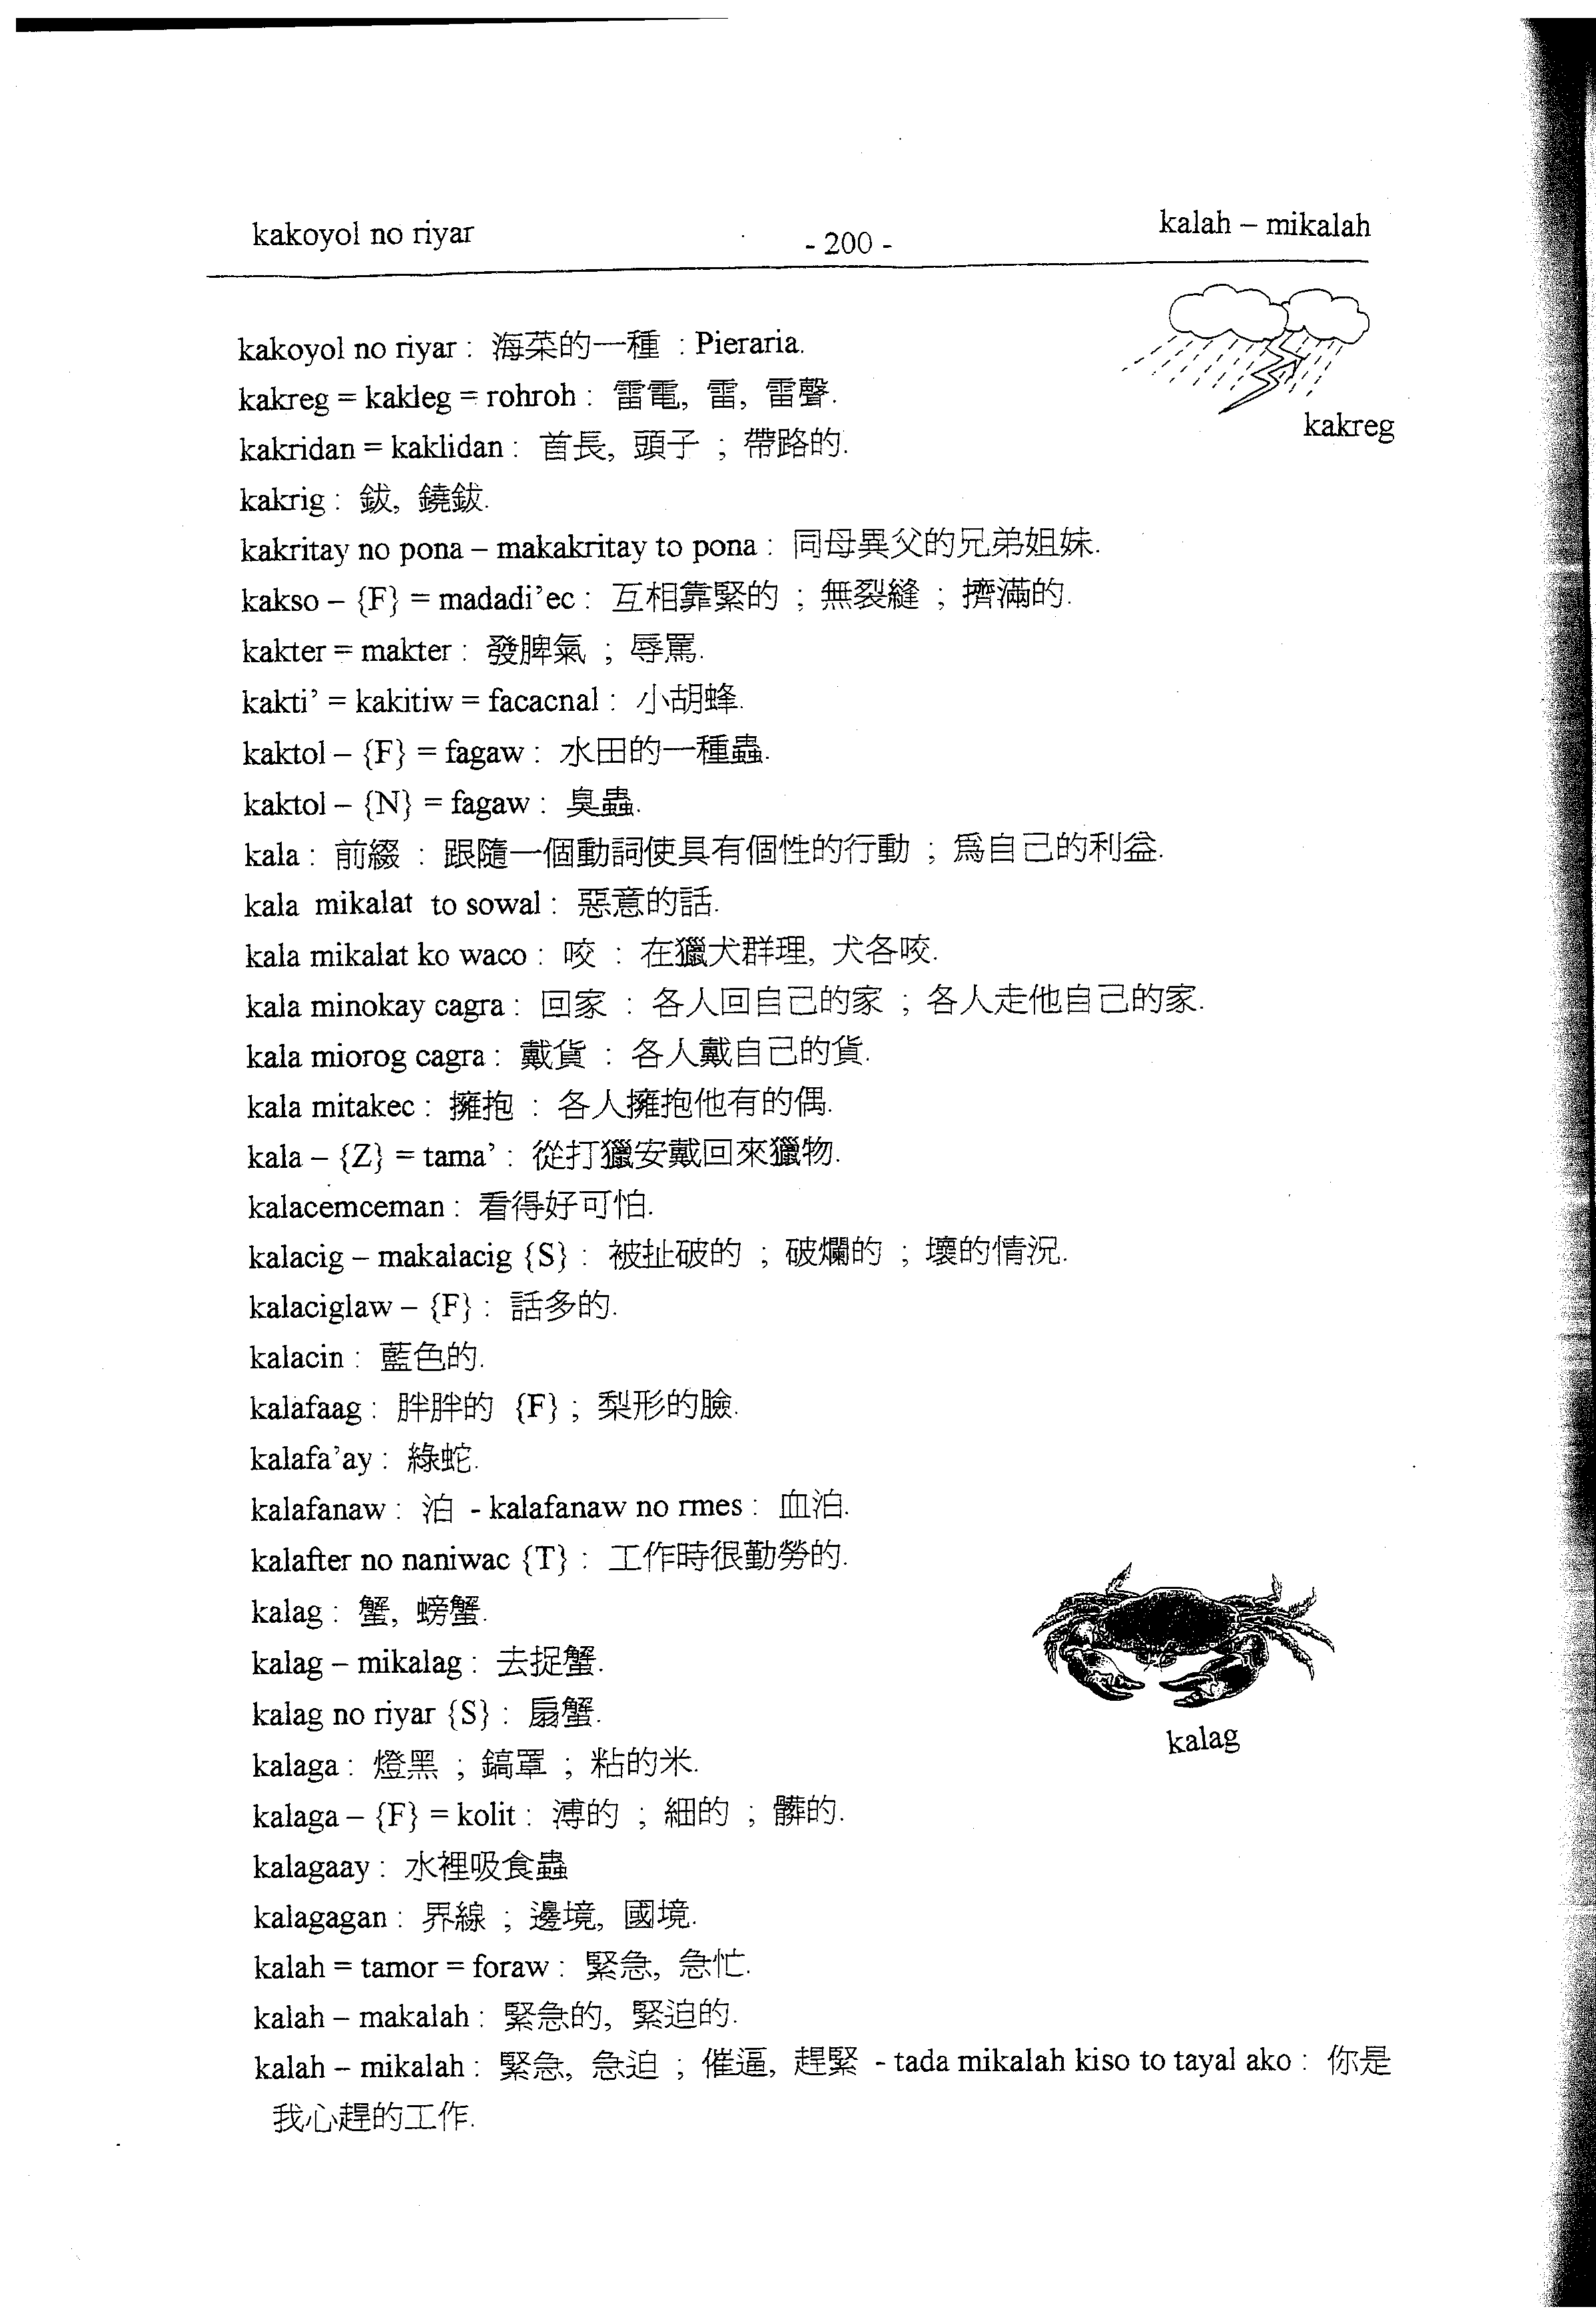 kakoyol no riyar
- 200 -
kalah – mikalah
kakoyol no riyar : 海菜的一種 : Pieraria.
kakreg = kakleg = rohroh : 雷電, 雷, 雷聲.
kakreg
kakridan = kaklidan : 首長, 頭子 ; 帶路的.
kakrig : 鈸, 鐃鈸.
kakritay no pona – makakritay to pona : 同母異父的兄弟姐妹.
kakso – {F} = madadi’ec : 互相靠緊的 ; 無裂縫 ; 擠滿的.
kakter = makter : 發脾氣 ; 辱罵.
kakti’ = kakitiw = facacnal : 小胡蜂.
kaktol – {F} = fagaw : 水田的一種蟲.
kaktol – {N} = fagaw : 臭蟲.
kala : 前綴 : 跟隨一個動詞使具有個性的行動 ; 爲自己的利益.
kala mikalat to sowal : 惡意的話.
kala mikalat ko waco : 咬 : 在獵犬群理, 犬各咬.
kala minokay cagra : 回家 : 各人回自己的家 ; 各人走他自己的家.
kala miorog cagra : 戴貨 : 各人戴自己的貨.
kala mitakec : 擁抱 : 各人擁抱他有的偶.
kala – {Z} = tama’ : 從打獵安戴回來獵物.
kalacemceman : 看得好可怕.
kalacig – makalacig {S} : 被扯破的 ; 破爛的 ; 壞的情況.
kalaciglaw – {F} : 話多的.
kalacin : 藍色的.
kalafaag : 胖胖的 {F} ; 梨形的臉.
kalafa’ay : 綠蛇.
kalafanaw : 泊 - kalafanaw no rmes : 血泊.
kalafter no naniwac {T} : 工作時很勤勞的.
kalag : 蟹, 螃蟹.
kalag – mikalag : 去捉蟹.
kalag no riyar {S} : 扇蟹.
kalag
kalaga : 燈黑 ; 鎬罩 ; 粘的米.
kalaga – {F} = kolit : 溥的 ; 細的 ; 髒的.
kalagaay : 水裡吸食蟲
kalagagan : 界線 ; 邊境, 國境.
kalah = tamor = foraw : 緊急, 急忙.
kalah – makalah : 緊急的, 緊迫的.
kalah – mikalah : 緊急, 急迫 ; 催逼, 趕緊 - tada mikalah kiso to tayal ako : 你是
我心趕的工作.